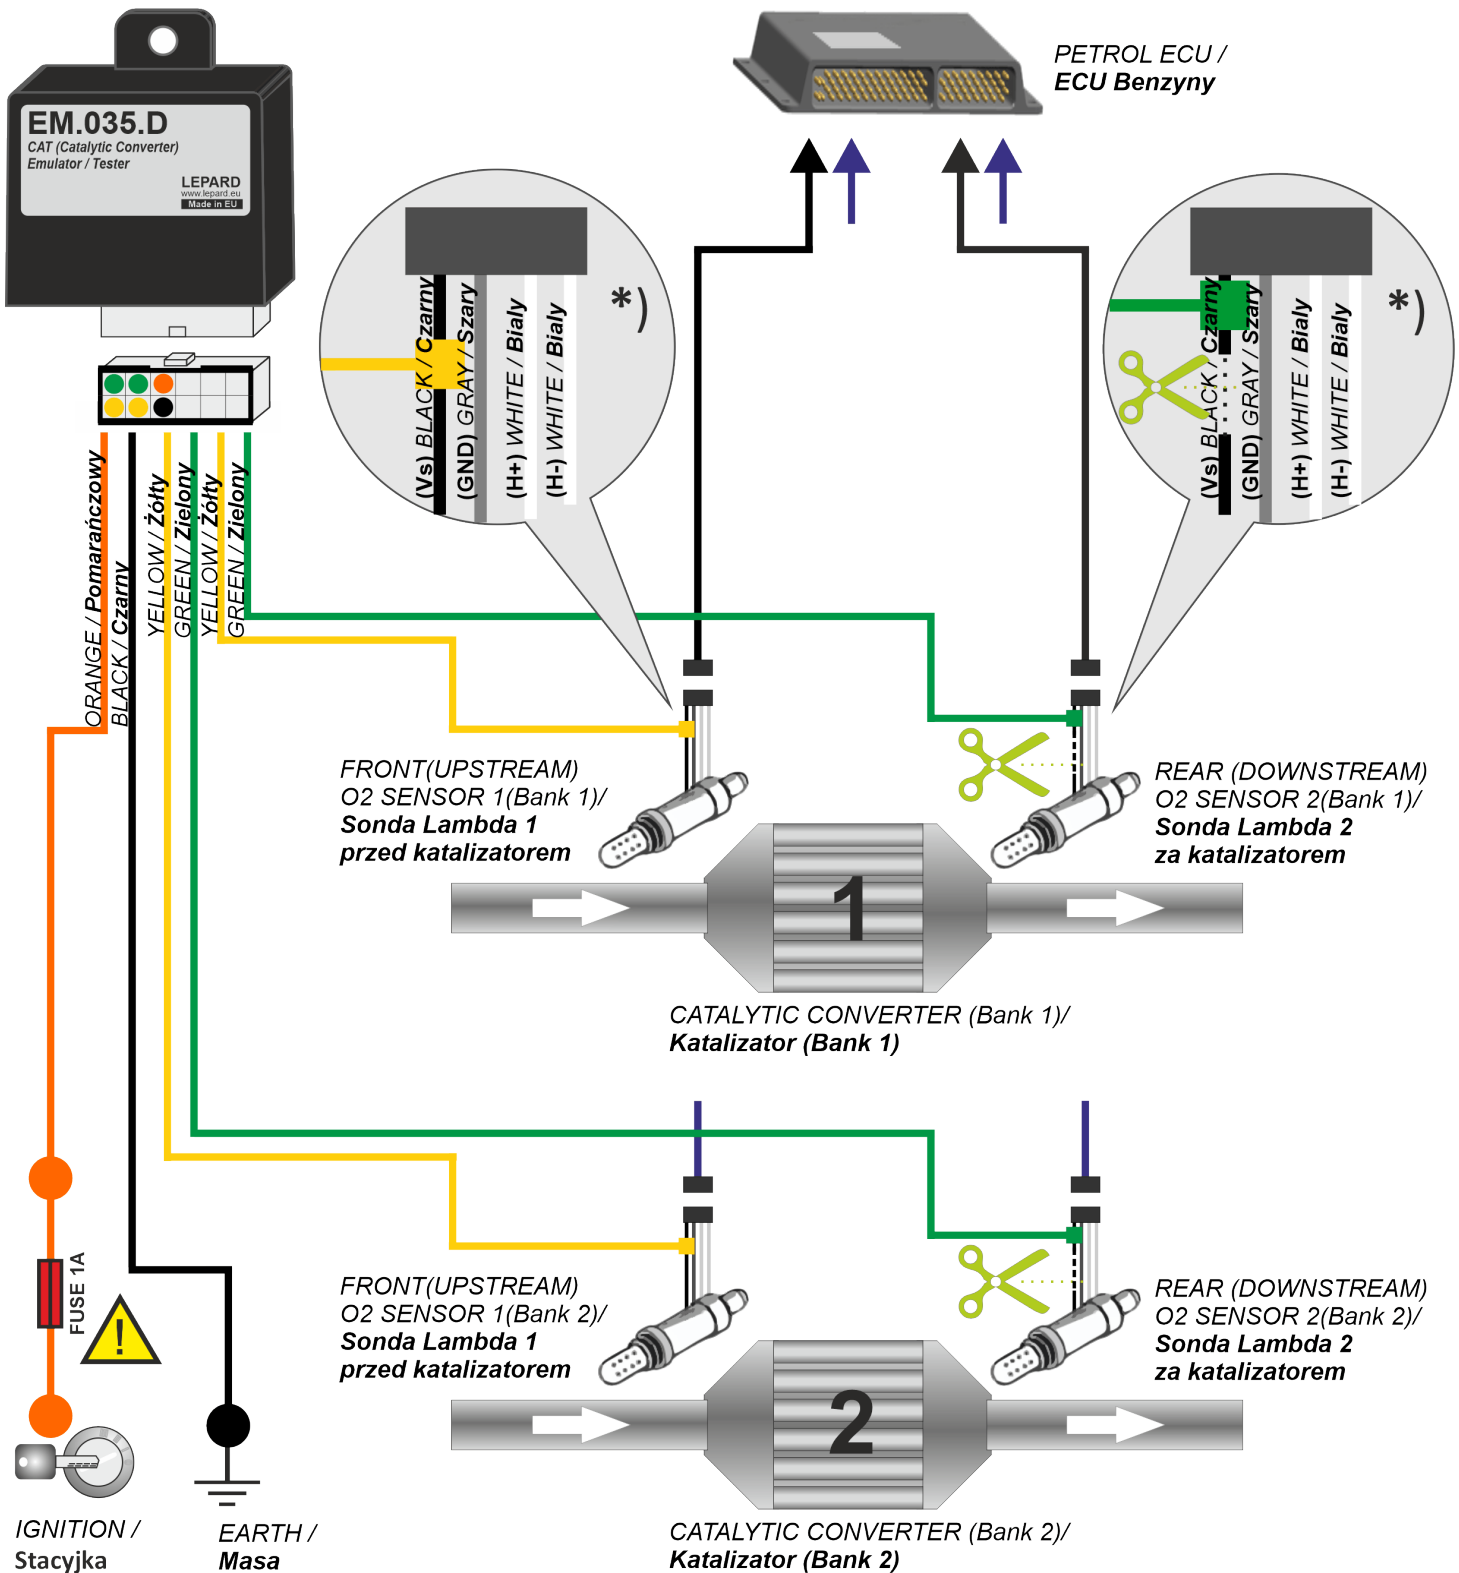 EM.035.D
CAT (Catalytic Converter)
Emulator / Tester
LEPARD
www.lepard.eu
Made in EU
PETROL ECU /
ECU Benzyny
(Vs) BLACK / Czarny
(GND) GRAY / Szary
(H+) WHITE / Bialy
(H-) WHITE / Bialy
*)
(Vs) BLACK / Czarny
(GND) GRAY / Szary
(H+) WHITE / Bialy
(H-) WHITE / Bialy
*)
ORANGE / Pomarańczowy
BLACK / Czarny
YELLOW / Żółty
GREEN / Zielony
YELLOW / Żółty
GREEN / Zielony
FRONT(UPSTREAM)
O2 SENSOR 1(Bank 1)/
Sonda Lambda 1
przed katalizatorem
REAR (DOWNSTREAM)
O2 SENSOR 2(Bank 1)/
Sonda Lambda 2
za katalizatorem
1
CATALYTIC CONVERTER (Bank 1)/
Katalizator (Bank 1)
FUSE 1A
!
FRONT(UPSTREAM)
O2 SENSOR 1(Bank 2)/
Sonda Lambda 1
przed katalizatorem
REAR (DOWNSTREAM)
O2 SENSOR 2(Bank 2)/
Sonda Lambda 2
za katalizatorem
2
IGNITION /
Stacyjka
EARTH /
Masa
CATALYTIC CONVERTER (Bank 2)/
Katalizator (Bank 2)